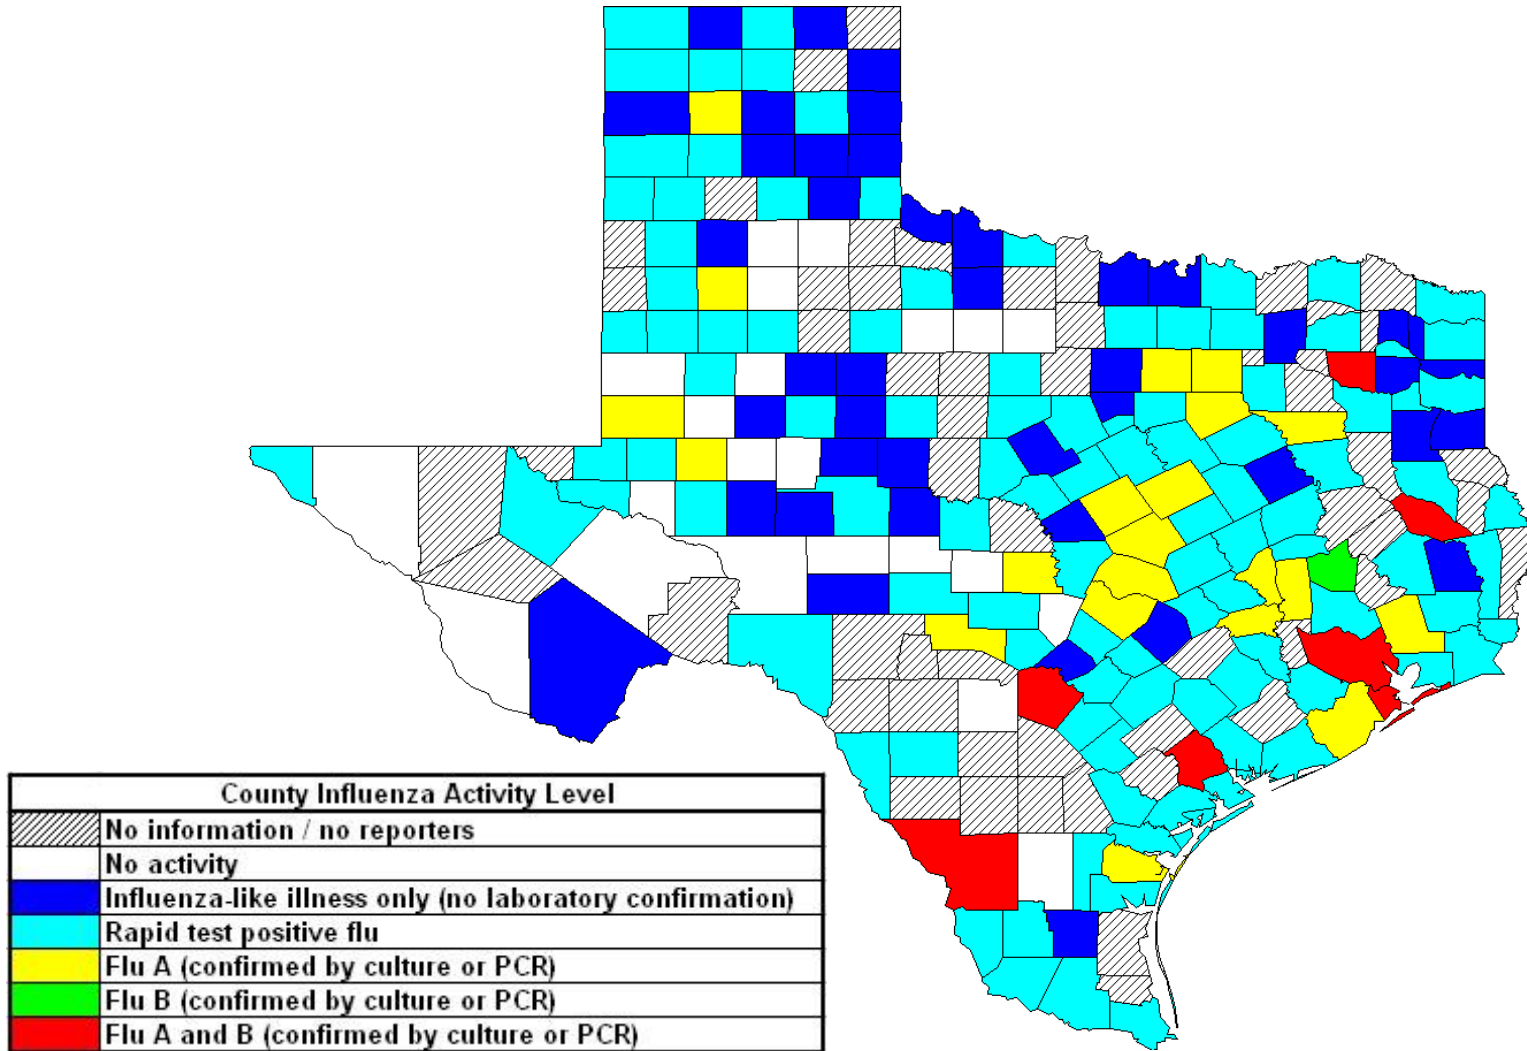 County Influenza Activity Level
No information / no reporters
No activity
Influenza-like illness only (no laboratory confirmation)
Rapid test positive flu
Flu A (confirmed by culture or PCR)
Flu B (confirmed by culture or PCR)
Flu A and B (confirmed by culture or PCR)